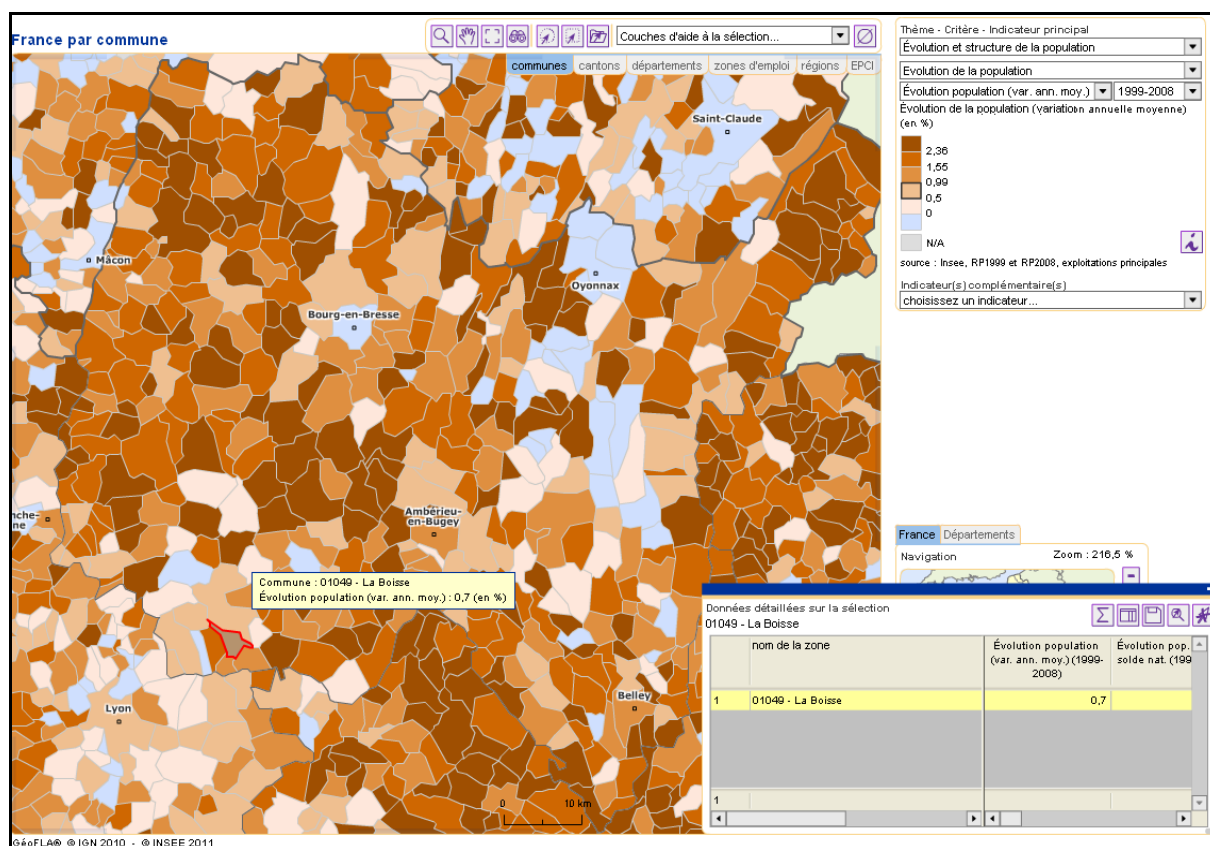 France par commune
Couches d'aide à la sélection...
communes cantons départements zones d'emploi régions EPCI
Thème - Critère - Indicateur principal
Évolution et structure de la population
Evolution de la population
Évolution population (var. ann. moy.) 1999-2008
Évolution de la population (variation annuelle moyenne)
(en %)
2,36
1,55
0,99
0,5
0
N/A
source : Insee, RP1999 et RP2008, exploitations principales
Indicateur(s) complémentaire(s)
choisissez un indicateur...
Saint-Claude
Mâcon
Oyonnax
Bourg-en-Bresse
nche-
ne
Ambérieu-
en-Bugey
Commune : 01049 - La Boisse
Évolution population (var. ann. moy.) : 0,7 (en %)
Lyon
Belley
0 10 km
France Départements
Navigation Zoom : 216,5 %
Données détaillées sur la sélection
01049 - La Boisse
nom de la zone
Évolution population
(var. ann. moy.) (1999-
2008)
Évolution pop.
solde nat. (199
1 01049 - La Boisse 0,7
1
GéoFLA® © IGN 2010 - © INSEE 2011